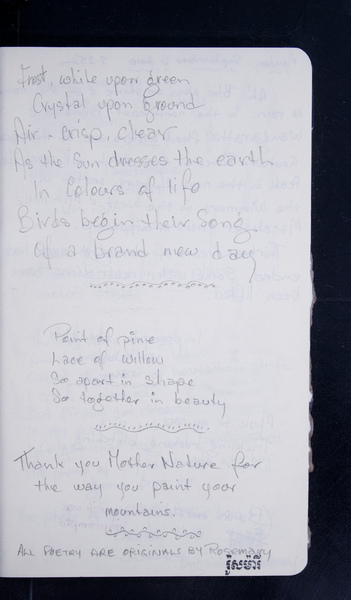 Frost, white upon green
Crystal upon ground
Air - crisp, clear
As the Sun dresses the earth
In Colours of life
Birds begin their Song
Of a brand new day
Point of pine
Lace of willow
So apart in shape
So together in beauty
Thank you Mother Nature for
the way you paint your
mountains.
ALL POETRY ARE ORIGINALS BY Rosemary
រ៉ូសម៉ារី